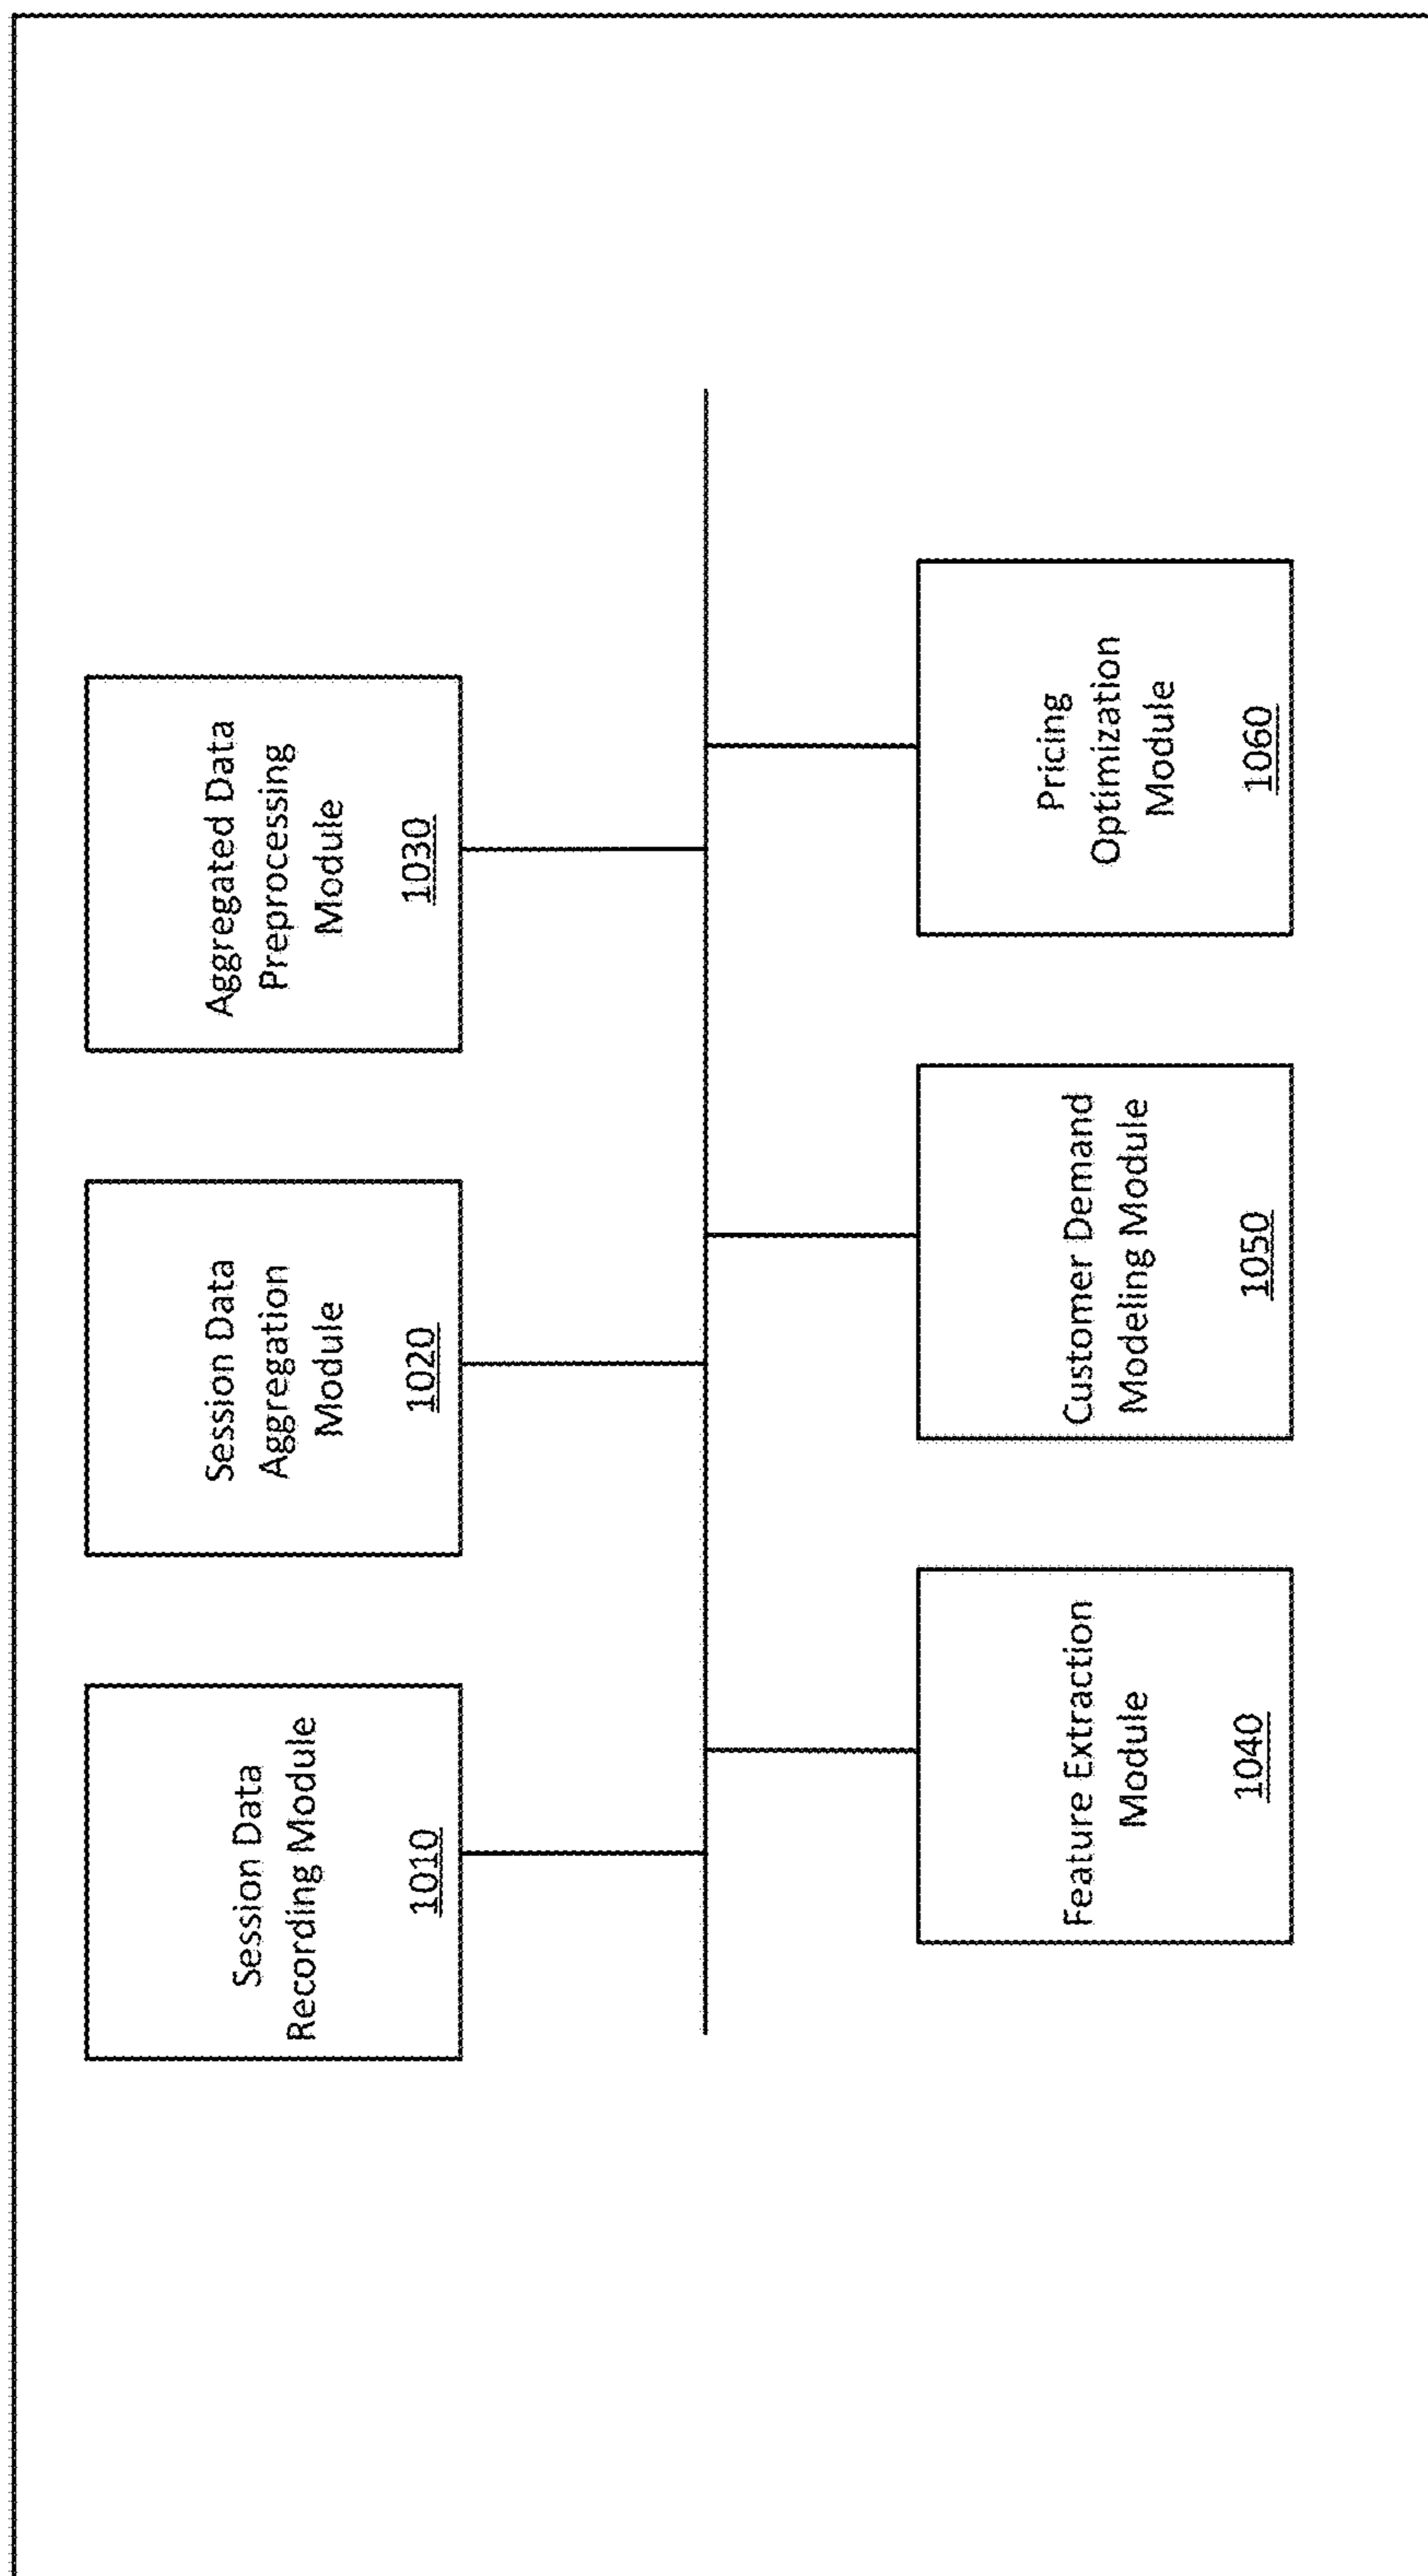 Session Data
Recording Module
1010
Session Data
Aggregation
Module
1020
Aggregated Data
Preprocessing
Module
1030
Feature Extraction
Module
1040
Customer Demand
Modeling Module
1050
Pricing
Optimization
Module
1060